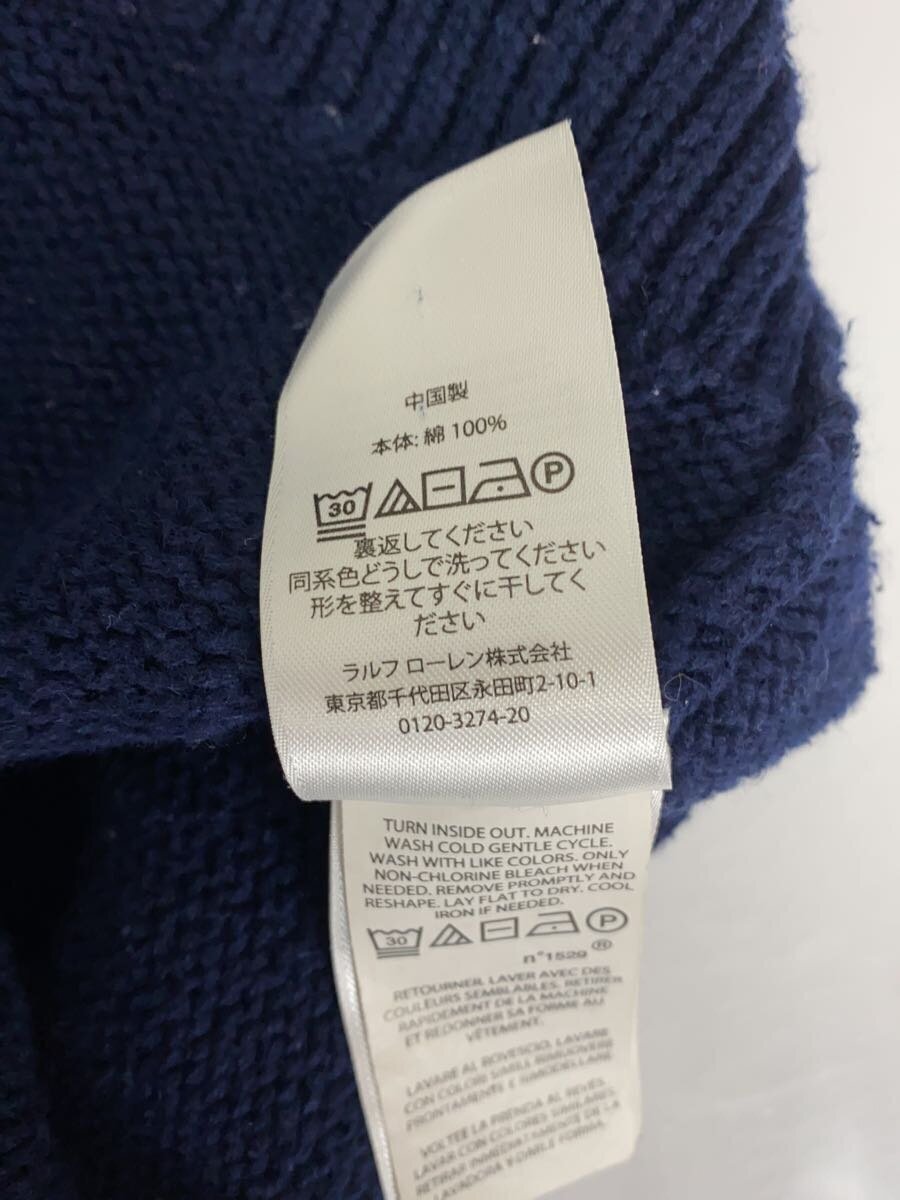 中国製
本体: 綿 100%
30 P
裏返してください
同系色どうしで洗ってください
形を整えてすぐに干してく
ださい
ラルフ ローレン株式会社
東京都千代田区永田町2-10-1
0120-3274-20
TURN INSIDE OUT. MACHINE
WASH COLD GENTLE CYCLE.
WASH WITH LIKE COLORS. ONLY
NON-CHLORINE BLEACH WHEN
NEEDED. REMOVE PROMPTLY AND
RESHAPE. LAY FLAT TO DRY. COOL
IRON IF NEEDED.
30 P
n°1529 ®
RETOURNER. LAVER AVEC DES
COULEURS SEMBLABLES. RETIRER
RAPIDEMENT DE LA MACHINE
ET REDONNER SA FORME AU
VÊTEMENT.
LAVARE AL ROVESCIO, LAVARE
CON COLORI SIMILI RIMUOVERE
FRONTAMENTE E RIMODELLARE
VOLTEE LA PRENDA AL REVES.
LAVAR CON COLORES SIMILARES.
RETIRAR INMEDIATAMENTE DE LA
LAVADORA Y DARLE FORMA.